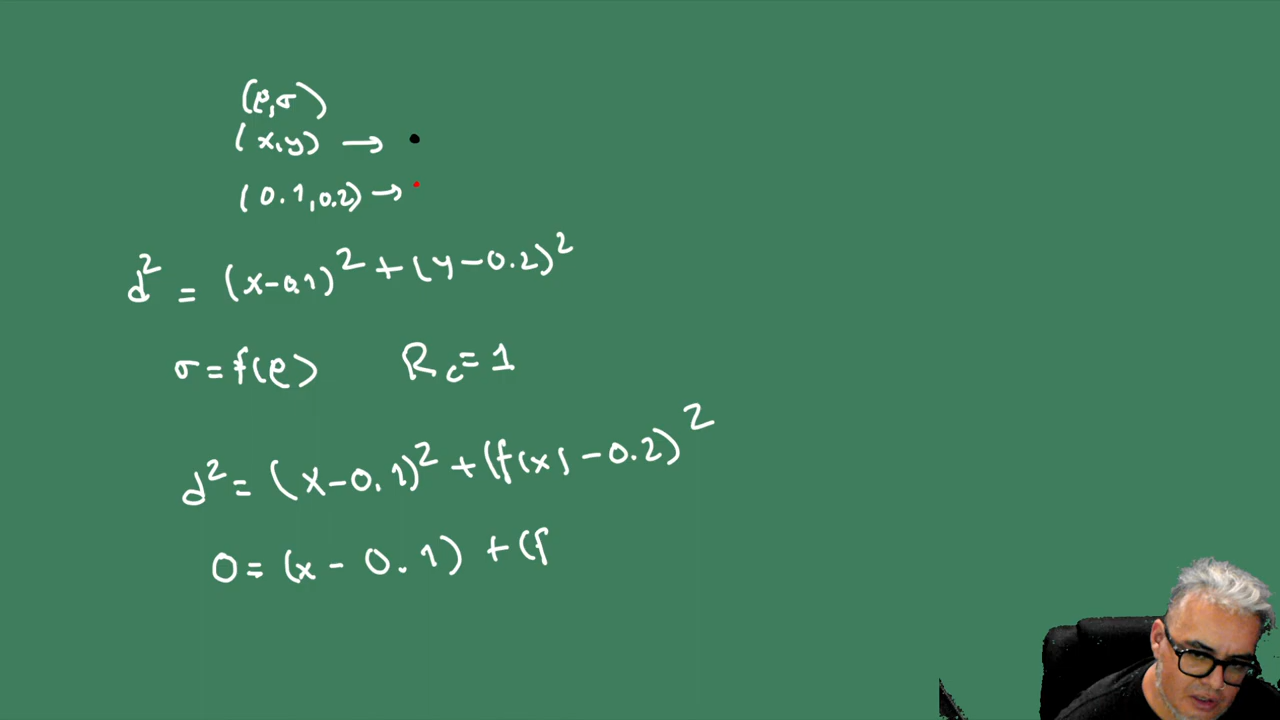 (ρ,σ)
(x,y) →
(0.1,0.2) →
d² = (x-0.1)² + (y-0.2)²
σ = f(ρ) R_c = 1
d² = (x-0.1)² + (f(x) - 0.2)²
0 = (x - 0.1) + (f